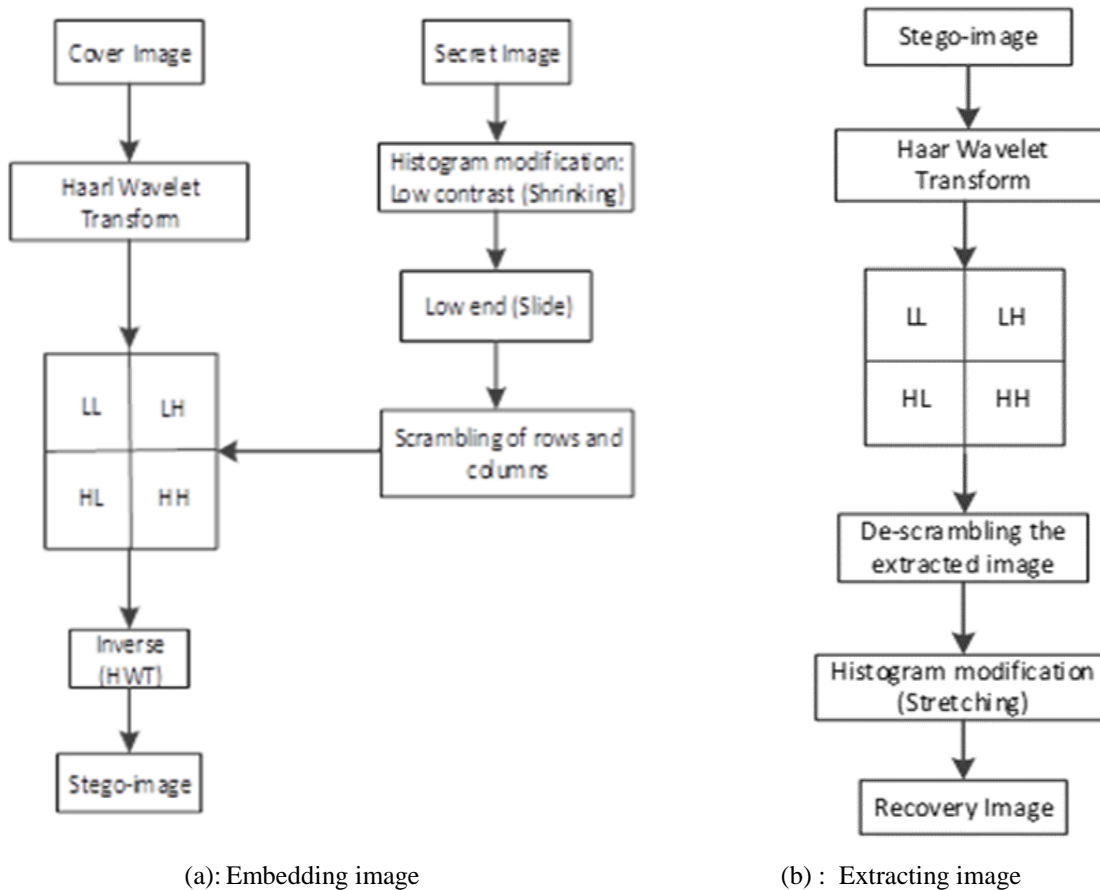 Cover Image
Secret Image
Haarl Wavelet
Transform
Histogram modification:
Low contrast (Shrinking)
Low end (Slide)
Scrambling of rows and
columns
LL LH
HL HH
Inverse
(HWT)
Stego-image
(a): Embedding image
Stego-image
Haar Wavelet
Transform
LL LH
HL HH
De-scrambling the
extracted image
Histogram modification
(Stretching)
Recovery Image
(b) : Extracting image